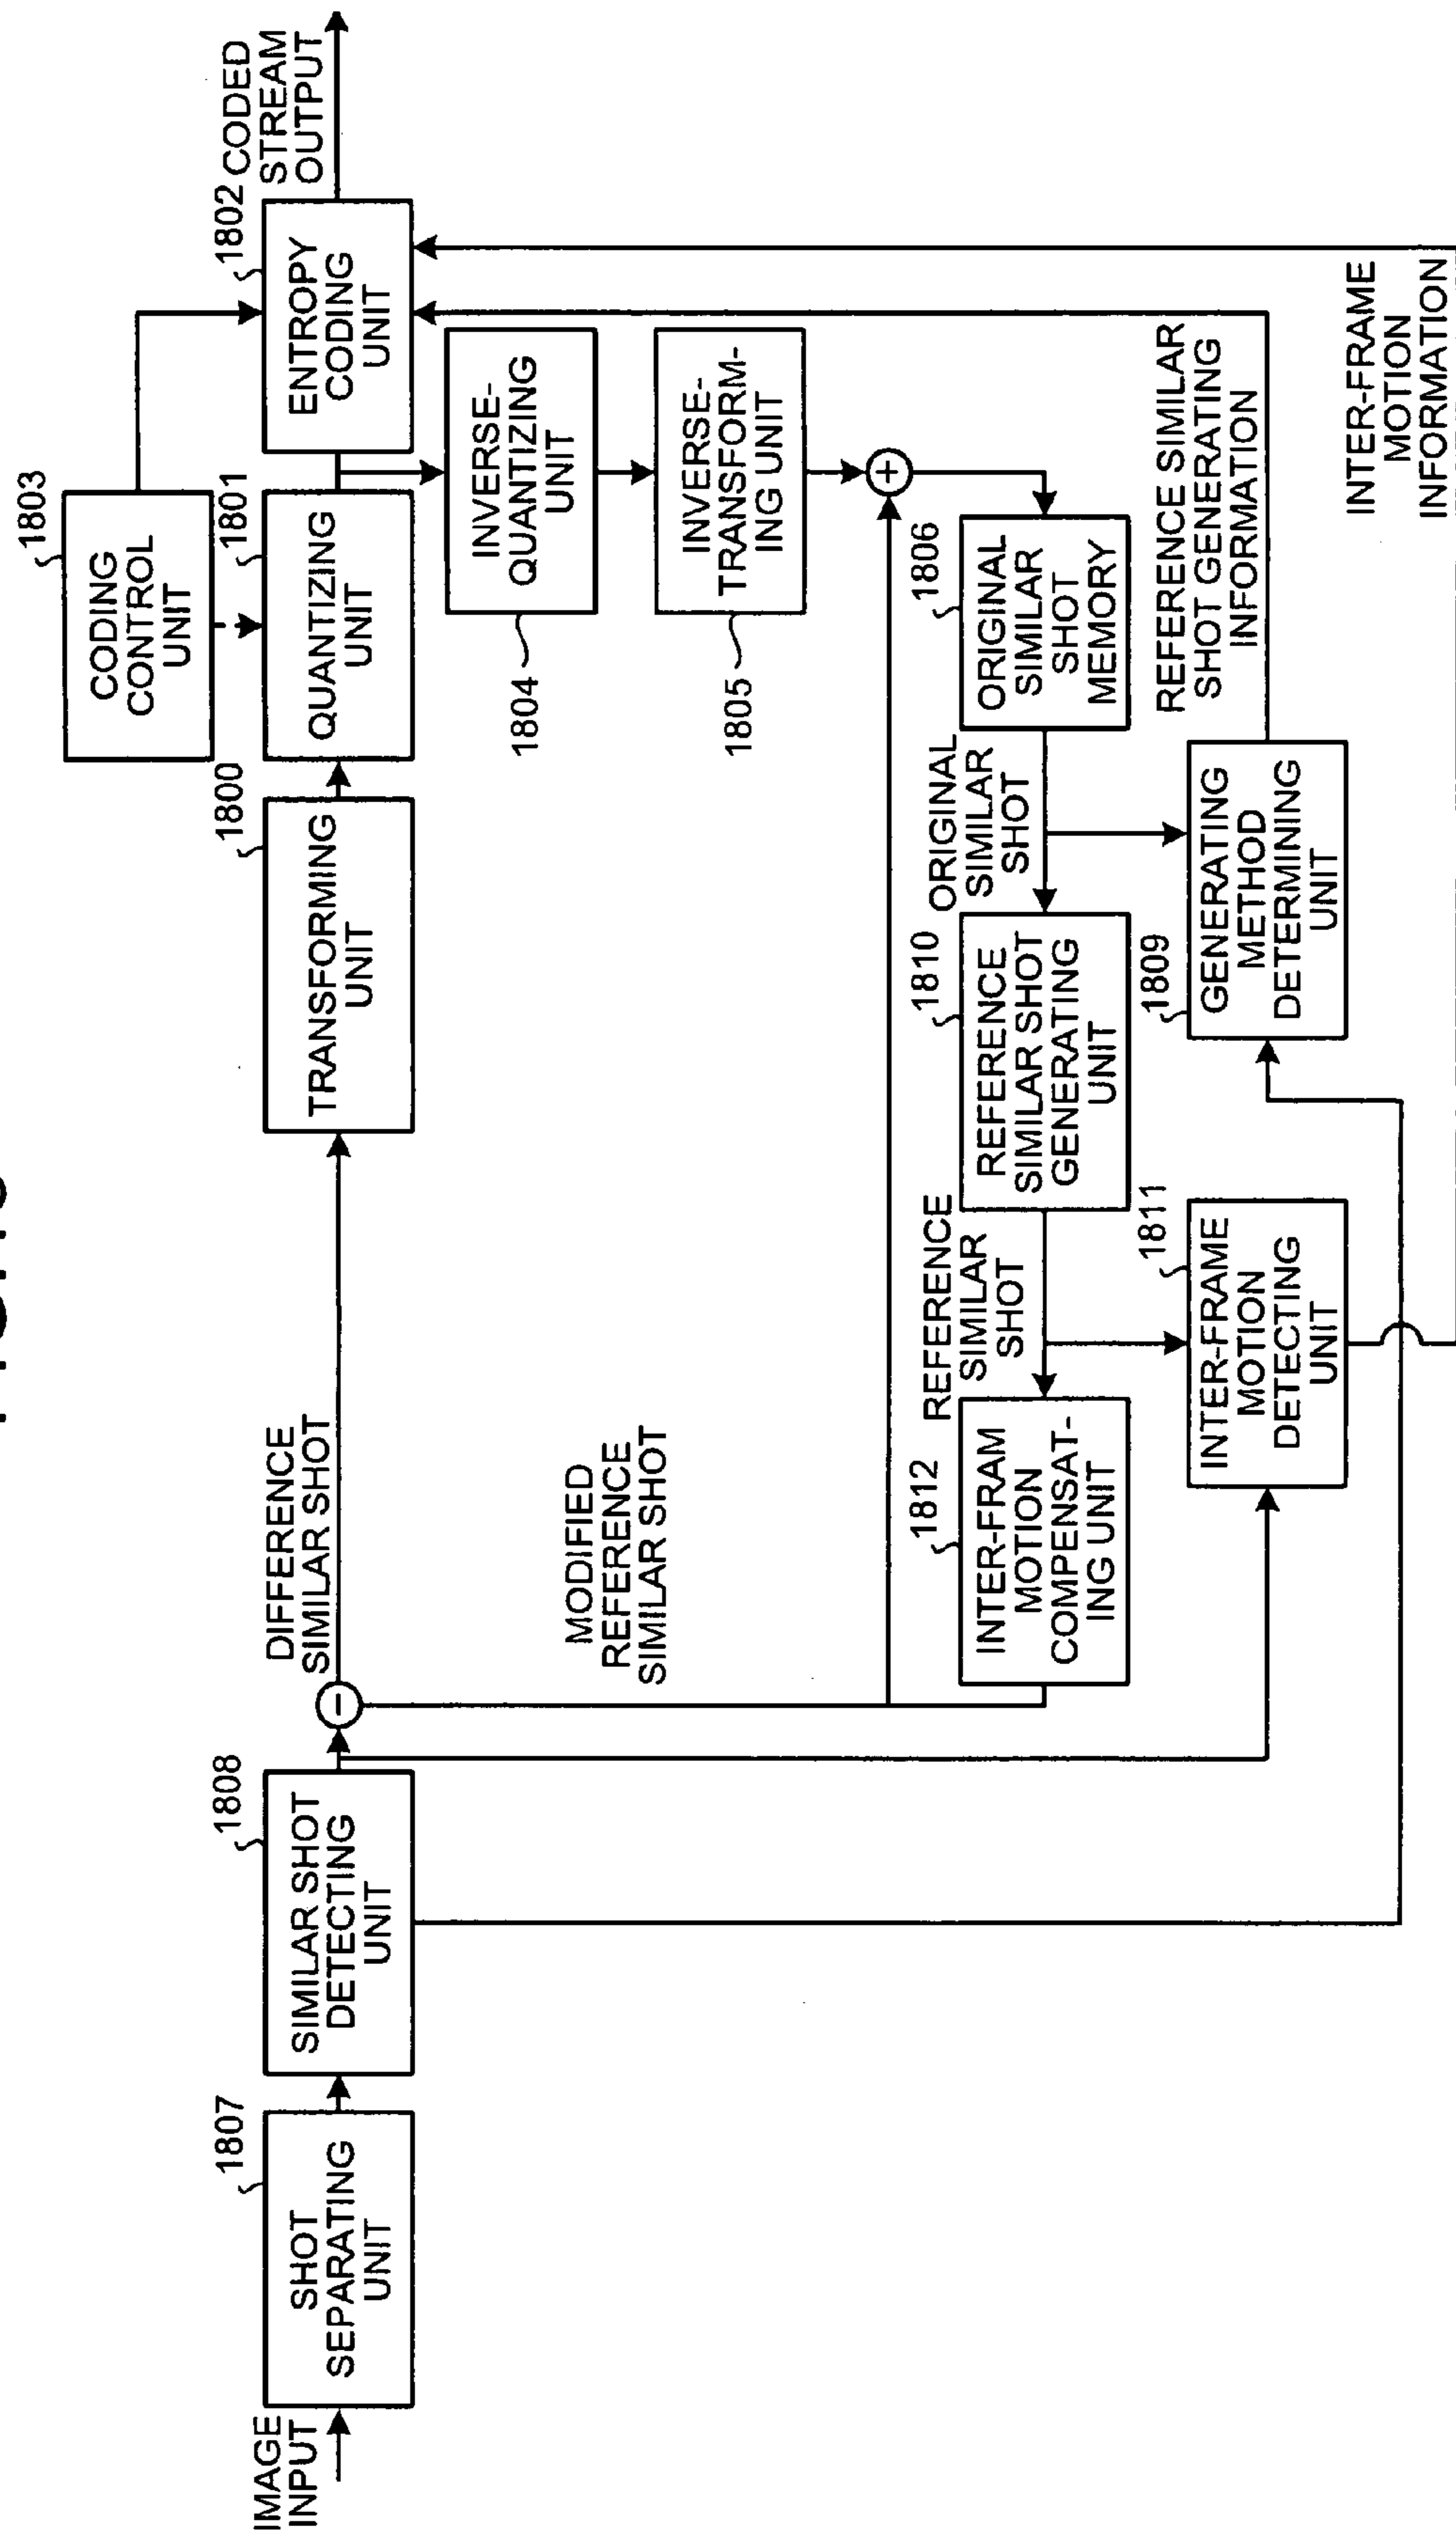 IMAGE
INPUT
1807
SHOT
SEPARATING
UNIT
1808
SIMILAR SHOT
DETECTING
UNIT
−
DIFFERENCE
SIMILAR SHOT
1800
TRANSFORMING
UNIT
1803
CODING
CONTROL
UNIT
1801
QUANTIZING
UNIT
1802
ENTROPY
CODING
UNIT
CODED
STREAM
OUTPUT
1804
INVERSE-
QUANTIZING
UNIT
1805
INVERSE-
TRANSFORM-
ING UNIT
+
MODIFIED
REFERENCE
SIMILAR SHOT
1812
INTER-FRAM
MOTION
COMPENSAT-
ING UNIT
REFERENCE
SIMILAR
SHOT
1810
REFERENCE
SIMILAR SHOT
GENERATING
UNIT
ORIGINAL
SIMILAR
SHOT
1806
ORIGINAL
SIMILAR
SHOT
MEMORY
1811
INTER-FRAME
MOTION
DETECTING
UNIT
1809
GENERATING
METHOD
DETERMINING
UNIT
REFERENCE SIMILAR
SHOT GENERATING
INFORMATION
INTER-FRAME
MOTION
INFORMATION